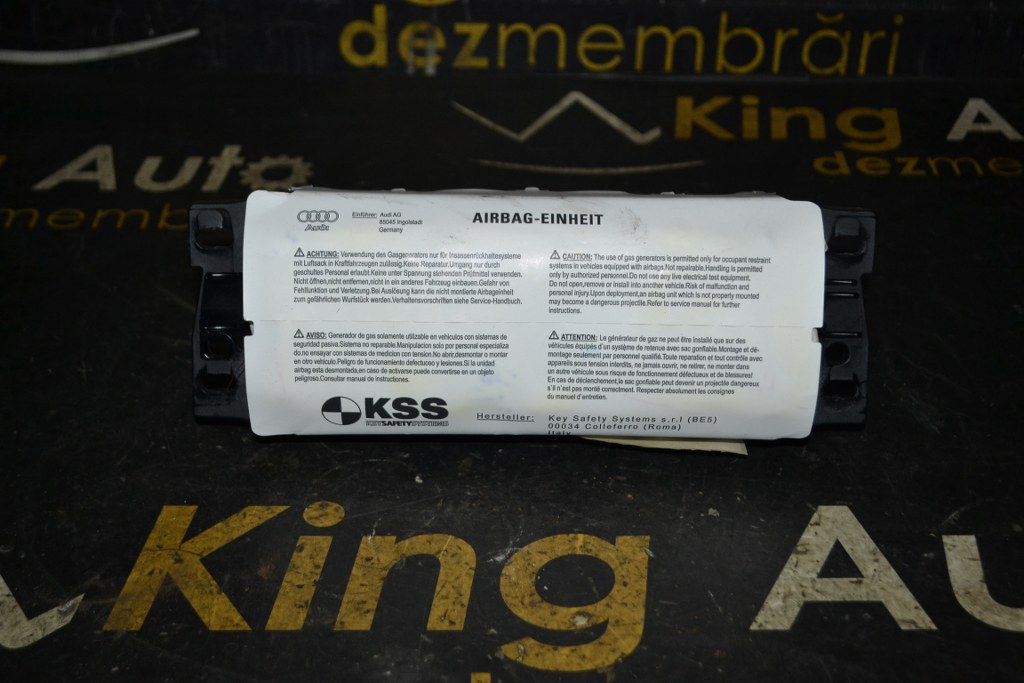 dezmembrări
King A
dezme
Auto
membrări
Audi
Einführer: Audi AG
85045 Ingolstadt
Germany
AIRBAG-EINHEIT
ACHTUNG: Verwendung des Gasgenerators nur für Insassenrückhaltesysteme
mit Luftsack in Kraftfahrzeugen zulässig.Keine Reparatur.Umgang nur durch
geschultes Personal erlaubt.Keine unter Spannung stehenden Prüfmittel verwenden.
Nicht öffnen,nicht entfernen,nicht in ein anderes Fahrzeug einbauen.Gefahr von
Fehlfunktion und Verletzung.Bei Auslösung kann die nicht montierte Airbageinheit
zum gefährlichen Wurfstück werden.Verhaltensvorschriften siehe Service-Handbuch.
CAUTION: The use of gas generators is permitted only for occupant restraint
systems in vehicles equipped with airbags.Not repairable.Handling is permitted
only by authorized personnel.Do not use any live electrical test equipment.
Do not open,remove or install into another vehicle.Risk of malfunction and
personal injury.Upon deployment,an airbag unit which is not properly mounted
may become a dangerous projectile.Refer to service manual for further
instructions.
AVISO: Generador de gas solamente utilizable en vehículos con sistemas de
seguridad pasiva.Sistema no reparable.Manipulacion solo por personal especializa
do.no ensayar con sistemas de medicion con tension.No abrir,desmontar o montar
en otro vehículo.Peligro de funcionamiento defectuoso y lesiones.Si la unidad
airbag esta desmontada,en caso de activarse puede convertirse en un objeto
peligroso.Consultar manual de instructiones.
ATTENTION: La générateur de gaz ne peut être installé que sur des
véhicules équipés d'un système de retenue avec sac gonflable.Montage et dé-
montage seulement par personnel qualifié.Toute reparation et tout contrôle avec
appareils sous tension interdits, ne jamais ouvrir, ne retirer, ne monter dans
un autre véhicule sous risque de fonctionnement défectueux et de blessures!
En cas de déclenchement,le sac gonflable peut devenir un projectile dangereux
s'il n'est pas monté correctment. Respecter absolument les consignes
du manuel d'entretien.
KSS
KEYSAFETYSYSTEMS
Hersteller: Key Safety Systems s.r.l (BE5)
00034 Colleferro (Roma)
Italy
King Au